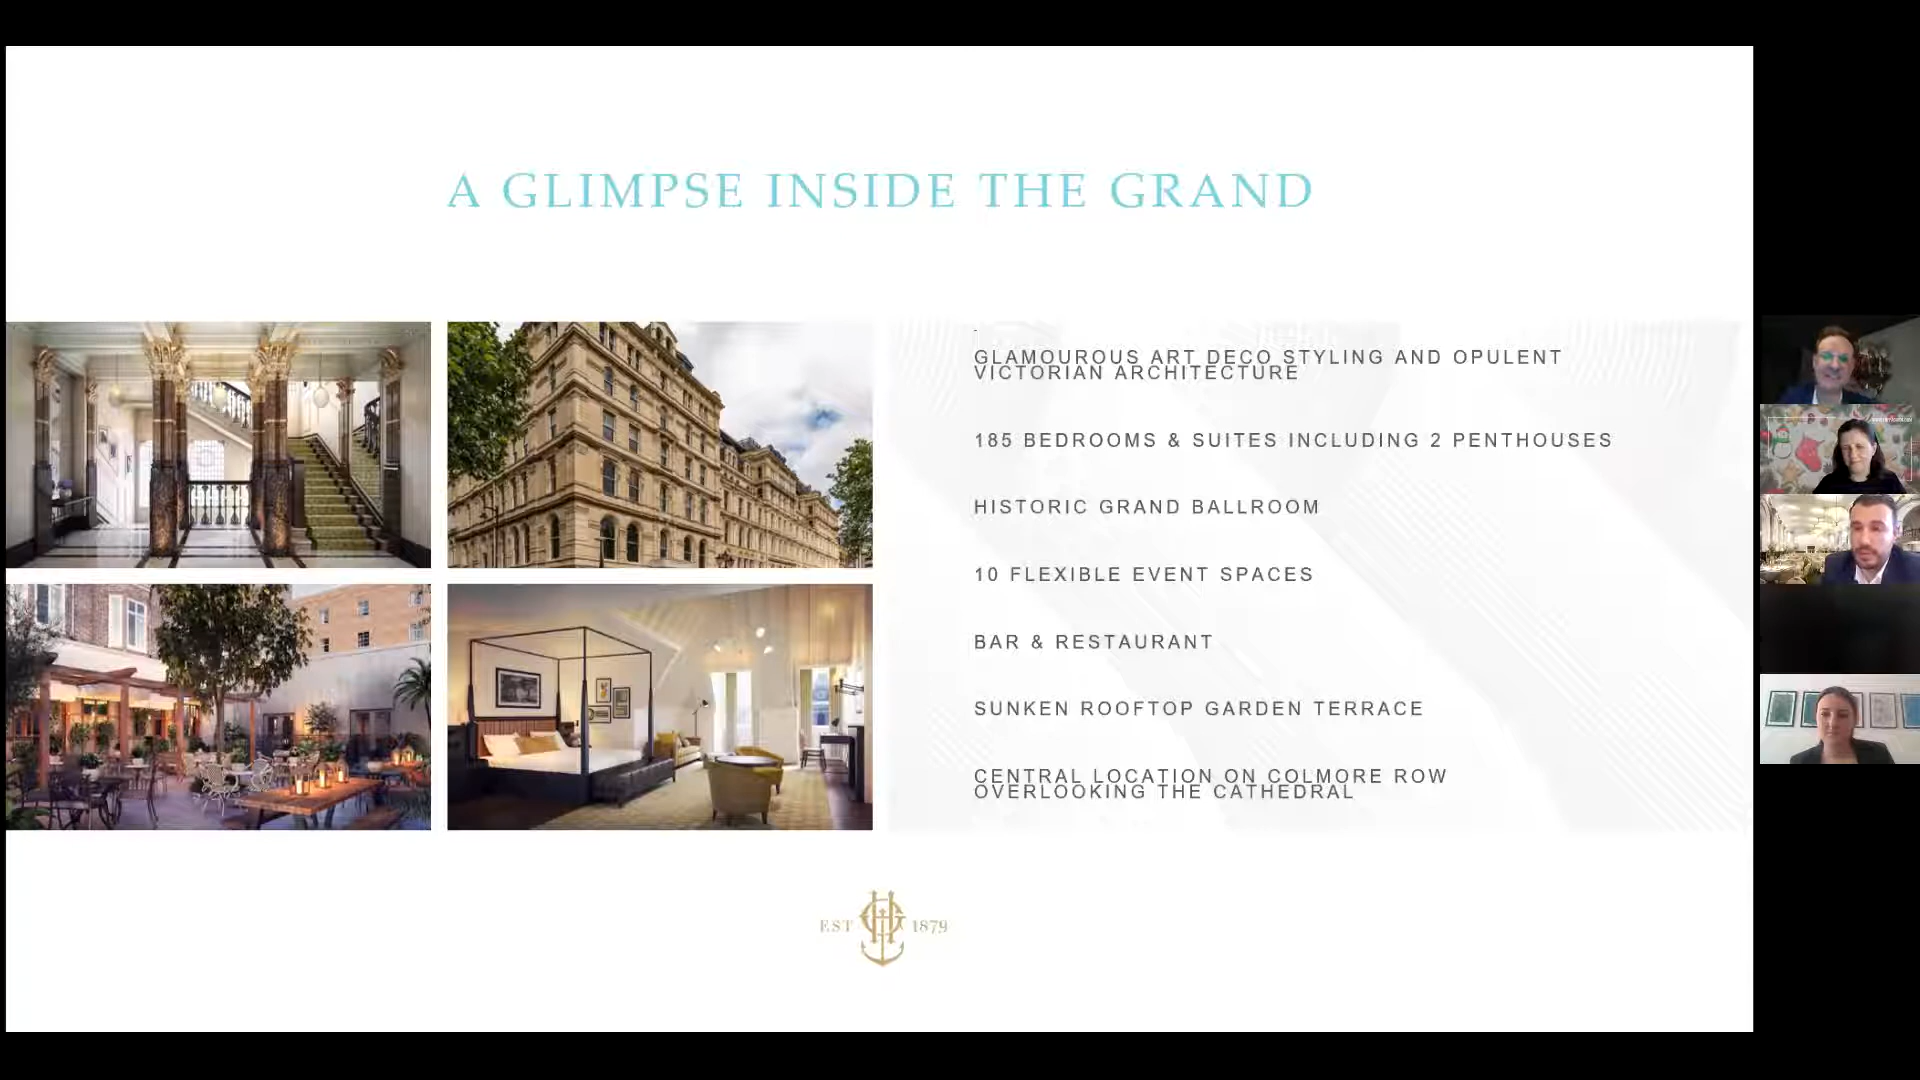 A GLIMPSE INSIDE THE GRAND
GLAMOUROUS ART DECO STYLING AND OPULENT
VICTORIAN ARCHITECTURE
185 BEDROOMS & SUITES INCLUDING 2 PENTHOUSES
HISTORIC GRAND BALLROOM
10 FLEXIBLE EVENT SPACES
BAR & RESTAURANT
SUNKEN ROOFTOP GARDEN TERRACE
CENTRAL LOCATION ON COLMORE ROW
OVERLOOKING THE CATHEDRAL
EST 1879